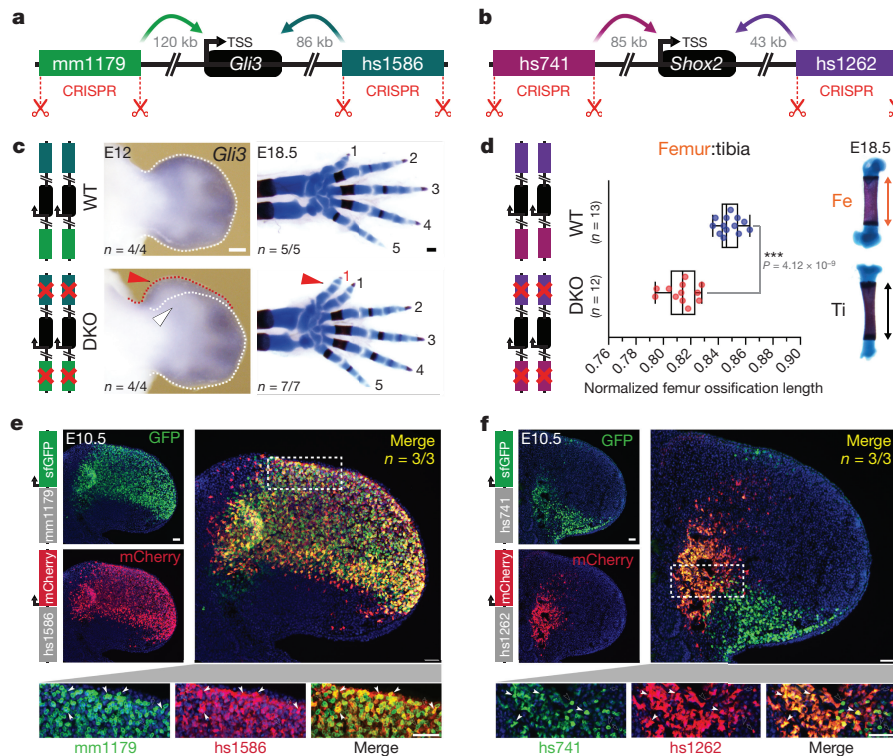 a
120 kb
TSS
86 kb
mm1179
Gli3
hs1586
CRISPR
CRISPR
b
85 kb
TSS
43 kb
hs741
Shox2
hs1262
CRISPR
CRISPR
c
WT
E12
Gli3
n = 4/4
E18.5
1
2
3
4
5
n = 5/5
DKO
n = 4/4
1
1
2
3
4
5
n = 7/7
d
Femur:tibia
WT
(n = 13)
DKO
(n = 12)
***
P = 4.12 × 10⁻⁹
0.76
0.78
0.80
0.82
0.84
0.86
0.88
0.90
Normalized femur ossification length
E18.5
Fe
Ti
e
sfGFP
mm1179
E10.5
GFP
mCherry
hs1586
mCherry
Merge
n = 3/3
mm1179
hs1586
Merge
f
sfGFP
hs741
E10.5
GFP
mCherry
hs1262
mCherry
Merge
n = 3/3
hs741
hs1262
Merge